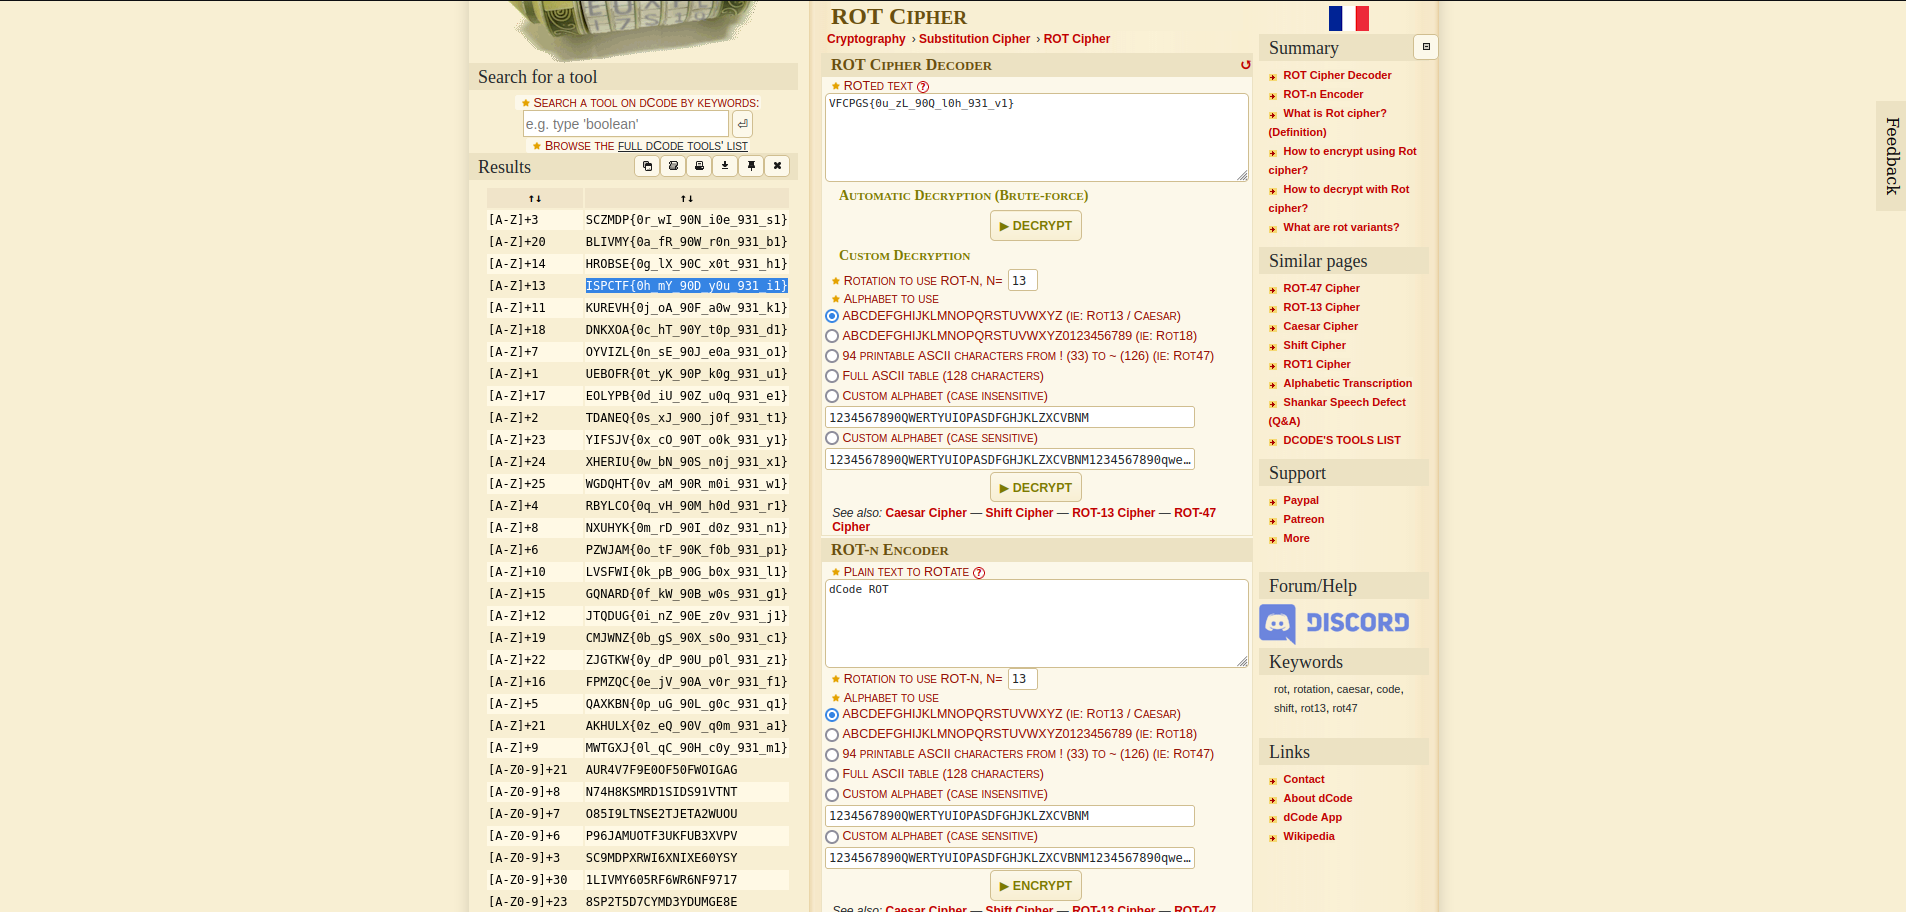 Search for a tool
★ SEARCH A TOOL ON DCODE BY KEYWORDS:
e.g. type 'boolean'
★ BROWSE THE FULL DCODE TOOLS' LIST
Results
↑↓ ↑↓
[A-Z]+3 SCZMDP{0r_wI_90N_i0e_931_s1}
[A-Z]+20 BLIVMY{0a_fR_90W_r0n_931_b1}
[A-Z]+14 HROBSE{0g_lX_90C_x0t_931_h1}
[A-Z]+13 ISPCTF{0h_mY_90D_y0u_931_i1}
[A-Z]+11 KUREVH{0j_oA_90F_a0w_931_k1}
[A-Z]+18 DNKXOA{0c_hT_90Y_t0p_931_d1}
[A-Z]+7 OYVIZL{0n_sE_90J_e0a_931_o1}
[A-Z]+1 UEBOFR{0t_yK_90P_k0g_931_u1}
[A-Z]+17 EOLYPB{0d_iU_90Z_u0q_931_e1}
[A-Z]+2 TDANEQ{0s_xJ_90O_j0f_931_t1}
[A-Z]+23 YIFSJV{0x_cO_90T_o0k_931_y1}
[A-Z]+24 XHERIU{0w_bN_90S_n0j_931_x1}
[A-Z]+25 WGDQHT{0v_aM_90R_m0i_931_w1}
[A-Z]+4 RBYLCO{0q_vH_90M_h0d_931_r1}
[A-Z]+8 NXUHYK{0m_rD_90I_d0z_931_n1}
[A-Z]+6 PZWJAM{0o_tF_90K_f0b_931_p1}
[A-Z]+10 LVSFWI{0k_pB_90G_b0x_931_l1}
[A-Z]+15 GQNARD{0f_kW_90B_w0s_931_g1}
[A-Z]+12 JTQDUG{0i_nZ_90E_z0v_931_j1}
[A-Z]+19 CMJWNZ{0b_gS_90X_s0o_931_c1}
[A-Z]+22 ZJGTKW{0y_dP_90U_p0l_931_z1}
[A-Z]+16 FPMZQC{0e_jV_90A_v0r_931_f1}
[A-Z]+5 QAXKBN{0p_uG_90L_g0c_931_q1}
[A-Z]+21 AKHULX{0z_eQ_90V_q0m_931_a1}
[A-Z]+9 MWTGXJ{0l_qC_90H_c0y_931_m1}
[A-Z0-9]+21 AUR4V7F9E0OF50FWOIGAG
[A-Z0-9]+8 N74H8KSMRD1SIDS91VTNT
[A-Z0-9]+7 O85I9LTNSE2TJETA2WUOU
[A-Z0-9]+6 P96JAMUOTF3UKFUB3XVPV
[A-Z0-9]+3 SC9MDPXRWI6XNIXE60YSY
[A-Z0-9]+30 1LIVMY605RF6WR6NF9717
[A-Z0-9]+23 8SP2T5D7CYMD3YDUMGE8E
ROT CIPHER
Cryptography › Substitution Cipher › ROT Cipher
ROT CIPHER DECODER
★ ROTED TEXT ?
VFCPGS{0u_zL_90Q_l0h_931_v1}
AUTOMATIC DECRYPTION (BRUTE-FORCE)
▶ DECRYPT
CUSTOM DECRYPTION
★ ROTATION TO USE ROT-N, N= 13
★ ALPHABET TO USE
ABCDEFGHIJKLMNOPQRSTUVWXYZ (IE: ROT13 / CAESAR)
ABCDEFGHIJKLMNOPQRSTUVWXYZ0123456789 (IE: ROT18)
94 PRINTABLE ASCII CHARACTERS FROM ! (33) TO ~ (126) (IE: ROT47)
FULL ASCII TABLE (128 CHARACTERS)
CUSTOM ALPHABET (CASE INSENSITIVE)
1234567890QWERTYUIOPASDFGHJKLZXCVBNM
CUSTOM ALPHABET (CASE SENSITIVE)
1234567890QWERTYUIOPASDFGHJKLZXCVBNM1234567890qwe…
▶ DECRYPT
See also: Caesar Cipher — Shift Cipher — ROT-13 Cipher — ROT-47
Cipher
ROT-N ENCODER
★ PLAIN TEXT TO ROTATE ?
dCode ROT
★ ROTATION TO USE ROT-N, N= 13
★ ALPHABET TO USE
ABCDEFGHIJKLMNOPQRSTUVWXYZ (IE: ROT13 / CAESAR)
ABCDEFGHIJKLMNOPQRSTUVWXYZ0123456789 (IE: ROT18)
94 PRINTABLE ASCII CHARACTERS FROM ! (33) TO ~ (126) (IE: ROT47)
FULL ASCII TABLE (128 CHARACTERS)
CUSTOM ALPHABET (CASE INSENSITIVE)
1234567890QWERTYUIOPASDFGHJKLZXCVBNM
CUSTOM ALPHABET (CASE SENSITIVE)
1234567890QWERTYUIOPASDFGHJKLZXCVBNM1234567890qwe…
▶ ENCRYPT
See also: Caesar Cipher — Shift Cipher — ROT-13 Cipher — ROT-47
Summary
ROT Cipher Decoder
ROT-n Encoder
What is Rot cipher?
(Definition)
How to encrypt using Rot
cipher?
How to decrypt with Rot
cipher?
What are rot variants?
Similar pages
ROT-47 Cipher
ROT-13 Cipher
Caesar Cipher
Shift Cipher
ROT1 Cipher
Alphabetic Transcription
Shankar Speech Defect
(Q&A)
DCODE'S TOOLS LIST
Support
Paypal
Patreon
More
Forum/Help
DISCORD
Keywords
rot, rotation, caesar, code,
shift, rot13, rot47
Links
Contact
About dCode
dCode App
Wikipedia
Feedback